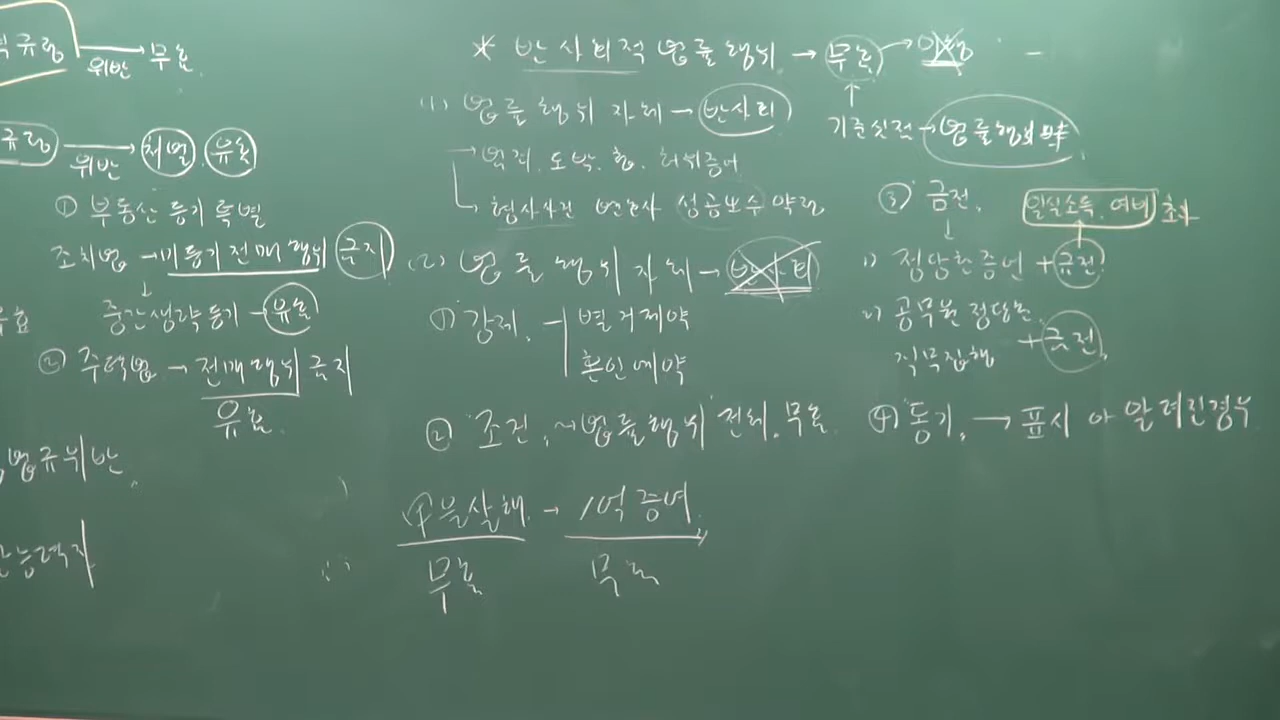 규정 위반 → 무효
규정 위반 → 처벌, 유효
① 부동산 등기 특별
조치법 → 미등기 전매 행위 금지
↓
중간생략등기 → 유효
② 주택법 → 전매행위 금지
유효
법규위반
능력자
* 반사회적 법률행위 → 무효 → 이행
(1) 법률행위 자체 → 반사회
→ 범죄, 도박, 첩, 허위증언
→ 형사사건 변호사 성공보수 약정
(2) 법률행위 자체 → 반사회
① 강제, 별거계약
혼인예약
② 조건, ~ 법률행위 전체, 무효
甲 을살해 → 1억 증여
무효 무효
↑
기준시점 → 법률행위
③ 금전, 일실소득, 여비 초과
↓
1) 정당한 증언 + 금전
2) 공무원 정당한
직무집행 + 금전
④ 동기, → 표시 or 알려진경우